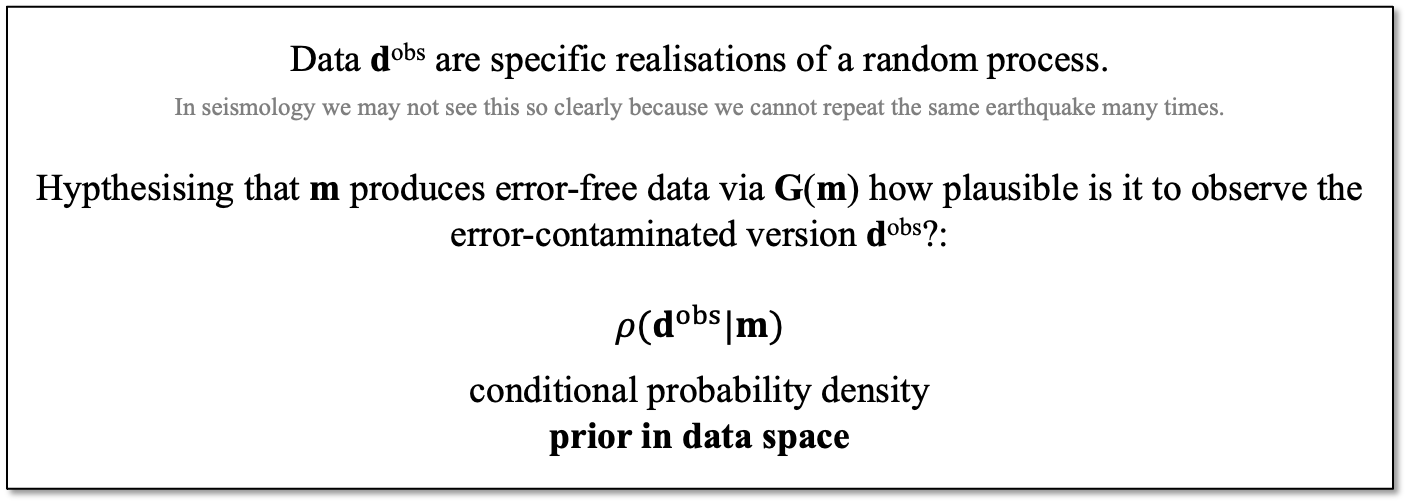 Data dᵒᵇˢ are specific realisations of a random process.
In seismology we may not see this so clearly because we cannot repeat the same earthquake many times.
Hypthesising that m produces error-free data via G(m) how plausible is it to observe the
error-contaminated version dᵒᵇˢ?:
ρ(dᵒᵇˢ|m)
conditional probability density
prior in data space